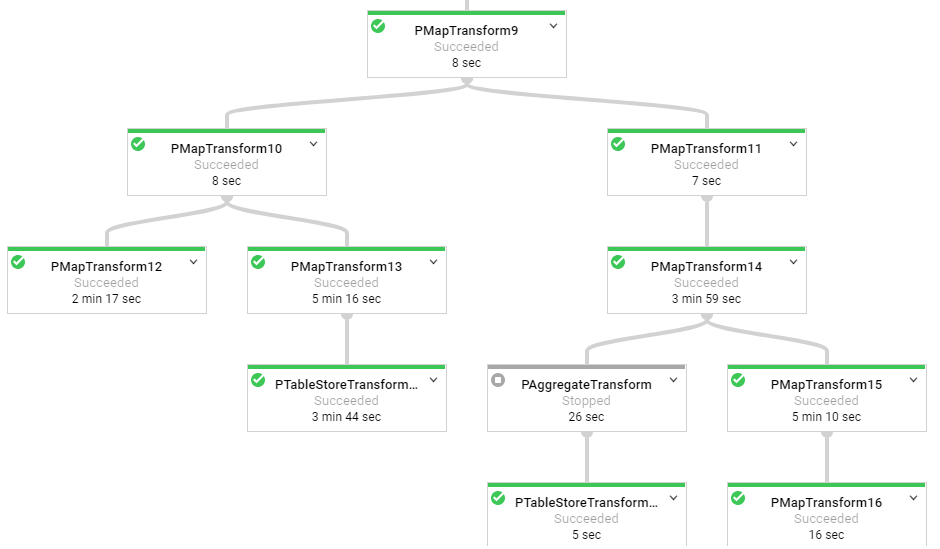 PMapTransform9
Succeeded
8 sec
PMapTransform10
Succeeded
8 sec
PMapTransform11
Succeeded
7 sec
PMapTransform12
Succeeded
2 min 17 sec
PMapTransform13
Succeeded
5 min 16 sec
PMapTransform14
Succeeded
3 min 59 sec
PTableStoreTransform...
Succeeded
3 min 44 sec
PAggregateTransform
Stopped
26 sec
PMapTransform15
Succeeded
5 min 10 sec
PTableStoreTransform...
Succeeded
5 sec
PMapTransform16
Succeeded
16 sec